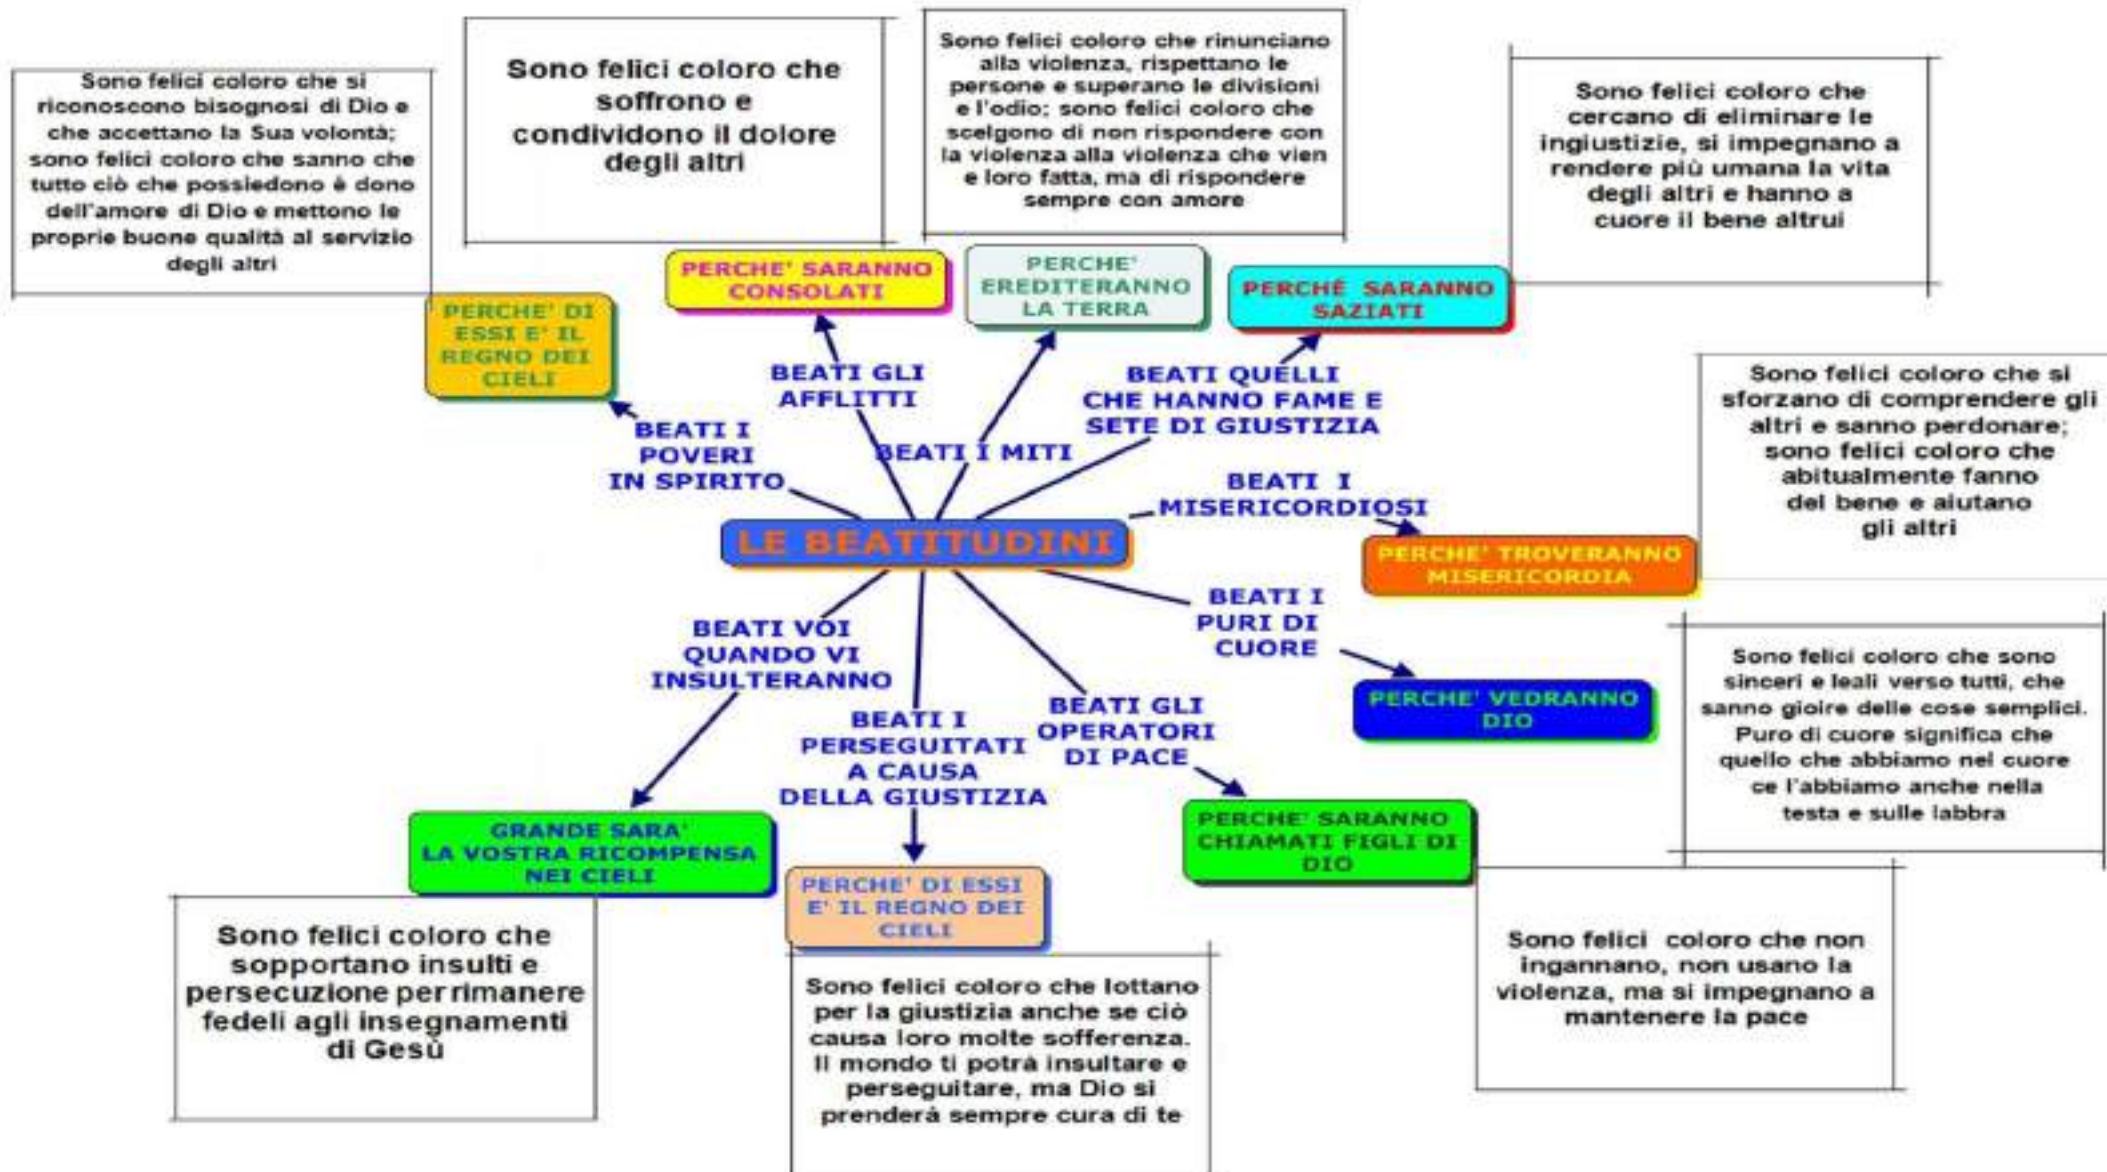 Sono felici coloro che si
riconoscono bisognosi di Dio e
che accettano la Sua volontà;
sono felici coloro che sanno che
tutto ciò che possiedono è dono
dell'amore di Dio e mettono le
proprie buone qualità al servizio
degli altri
Sono felici coloro che
soffrono e
condividono il dolore
degli altri
Sono felici coloro che rinunciano
alla violenza, rispettano le
persone e superano le divisioni
e l'odio; sono felici coloro che
scelgono di non rispondere con
la violenza alla violenza che vien
e loro fatta, ma di rispondere
sempre con amore
Sono felici coloro che
cercano di eliminare le
ingiustizie, si impegnano a
rendere più umana la vita
degli altri e hanno a
cuore il bene altrui
PERCHE' DI
ESSI E' IL
REGNO DEI
CIELI
PERCHE' SARANNO
CONSOLATI
PERCHE'
EREDITERANNO
LA TERRA
PERCHÉ SARANNO
SAZIATI
BEATI I
POVERI
IN SPIRITO
BEATI GLI
AFFLITTI
BEATI I MITI
BEATI QUELLI
CHE HANNO FAME E
SETE DI GIUSTIZIA
BEATI I
MISERICORDIOSI
Sono felici coloro che si
sforzano di comprendere gli
altri e sanno perdonare;
sono felici coloro che
abitualmente fanno
del bene e aiutano
gli altri
LE BEATITUDINI
PERCHE' TROVERANNO
MISERICORDIA
BEATI I
PURI DI
CUORE
PERCHE' VEDRANNO
DIO
Sono felici coloro che sono
sinceri e leali verso tutti, che
sanno gioire delle cose semplici.
Puro di cuore significa che
quello che abbiamo nel cuore
ce l'abbiamo anche nella
testa e sulle labbra
BEATI VOI
QUANDO VI
INSULTERANNO
BEATI I
PERSEGUITATI
A CAUSA
DELLA GIUSTIZIA
BEATI GLI
OPERATORI
DI PACE
GRANDE SARA'
LA VOSTRA RICOMPENSA
NEI CIELI
PERCHE' DI ESSI
E' IL REGNO DEI
CIELI
PERCHE' SARANNO
CHIAMATI FIGLI DI
DIO
Sono felici coloro che
sopportano insulti e
persecuzione per rimanere
fedeli agli insegnamenti
di Gesù
Sono felici coloro che lottano
per la giustizia anche se ciò
causa loro molte sofferenza.
Il mondo ti potrà insultare e
perseguitare, ma Dio si
prenderà sempre cura di te
Sono felici coloro che non
ingannano, non usano la
violenza, ma si impegnano a
mantenere la pace